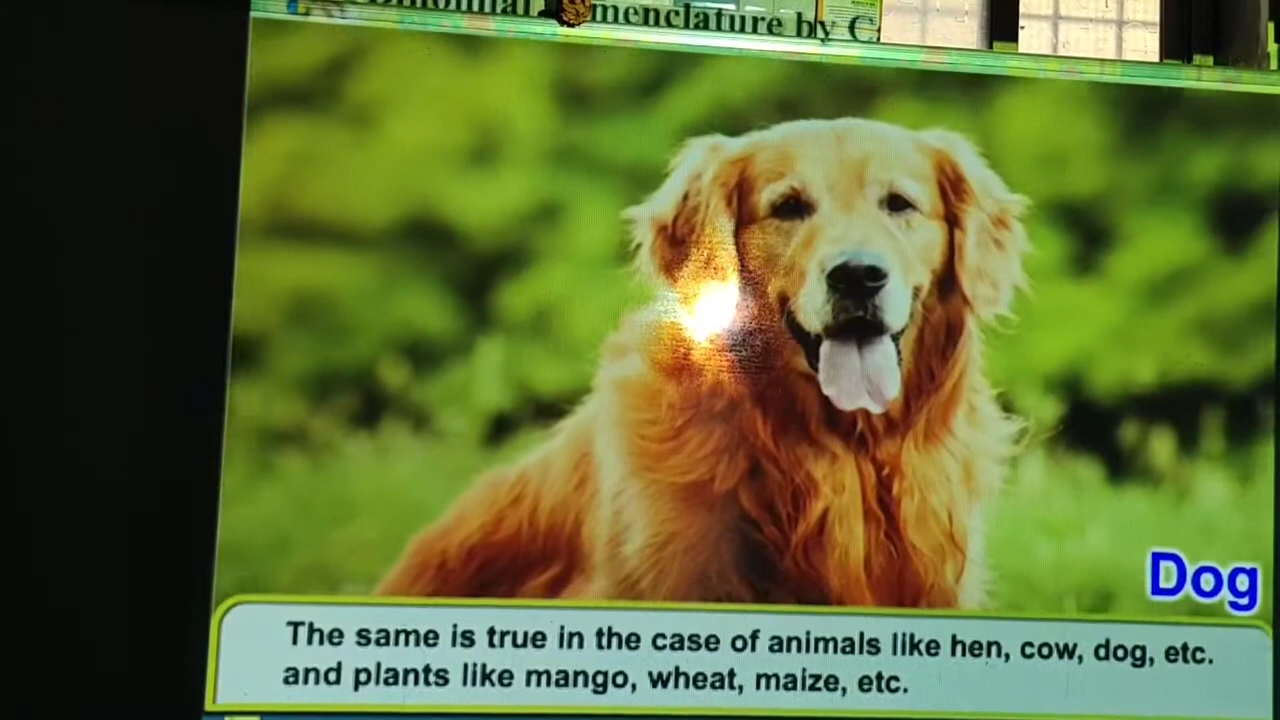 menclature by C.
Dog
The same is true in the case of animals like hen, cow, dog, etc.
and plants like mango, wheat, maize, etc.